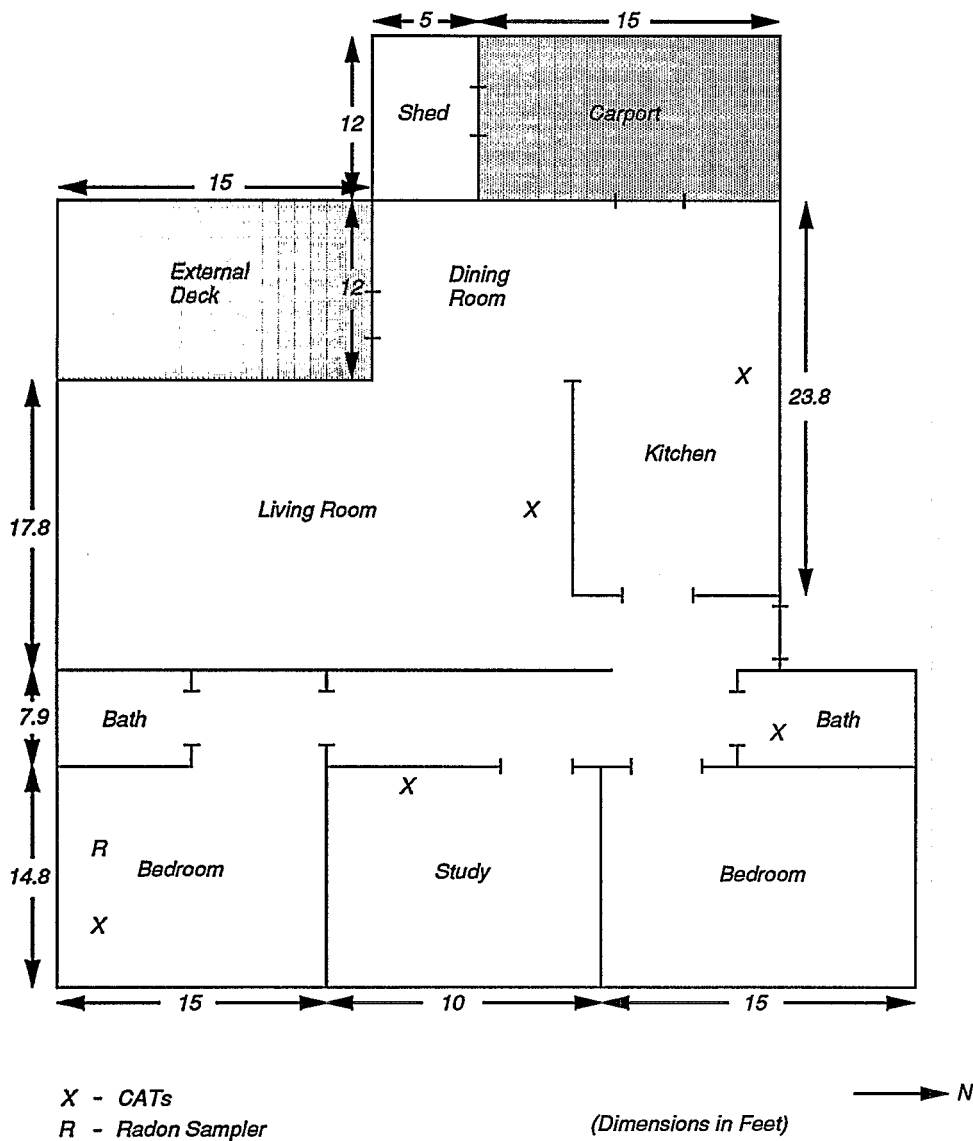 5
15
Shed
Carport
12
15
External
Deck
12
Dining
Room
X
23.8
Kitchen
Living Room
X
17.8
7.9
Bath
X
Bath
X
R
14.8
Bedroom
Study
Bedroom
X
15
10
15
X - CATs
R - Radon Sampler
(Dimensions in Feet)
N